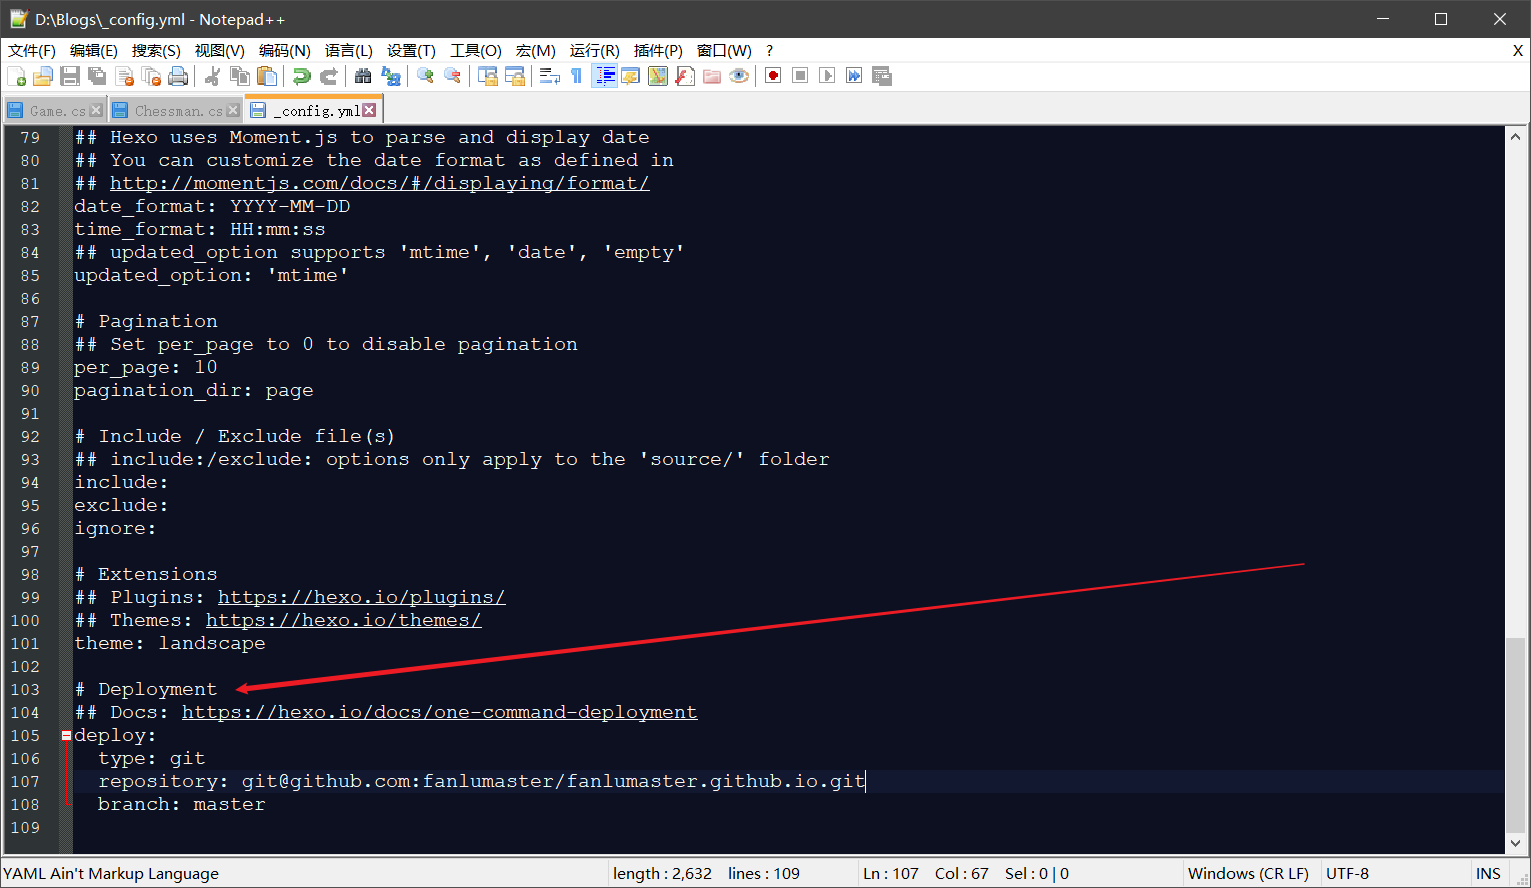 D:\Blogs\_config.yml - Notepad++
文件(F) 编辑(E) 搜索(S) 视图(V) 编码(N) 语言(L) 设置(T) 工具(O) 宏(M) 运行(R) 插件(P) 窗口(W) ? X
Game.cs Chessman.cs _config.yml
79 ## Hexo uses Moment.js to parse and display date
80 ## You can customize the date format as defined in
81 ## http://momentjs.com/docs/#/displaying/format/
82 date_format: YYYY-MM-DD
83 time_format: HH:mm:ss
84 ## updated_option supports 'mtime', 'date', 'empty'
85 updated_option: 'mtime'
86
87 # Pagination
88 ## Set per_page to 0 to disable pagination
89 per_page: 10
90 pagination_dir: page
91
92 # Include / Exclude file(s)
93 ## include:/exclude: options only apply to the 'source/' folder
94 include:
95 exclude:
96 ignore:
97
98 # Extensions
99 ## Plugins: https://hexo.io/plugins/
100 ## Themes: https://hexo.io/themes/
101 theme: landscape
102
103 # Deployment
104 ## Docs: https://hexo.io/docs/one-command-deployment
105 deploy:
106   type: git
107   repository: git@github.com:fanlumaster/fanlumaster.github.io.git
108   branch: master
109
YAML Ain't Markup Language length : 2,632 lines : 109 Ln : 107 Col : 67 Sel : 0 | 0 Windows (CR LF) UTF-8 INS